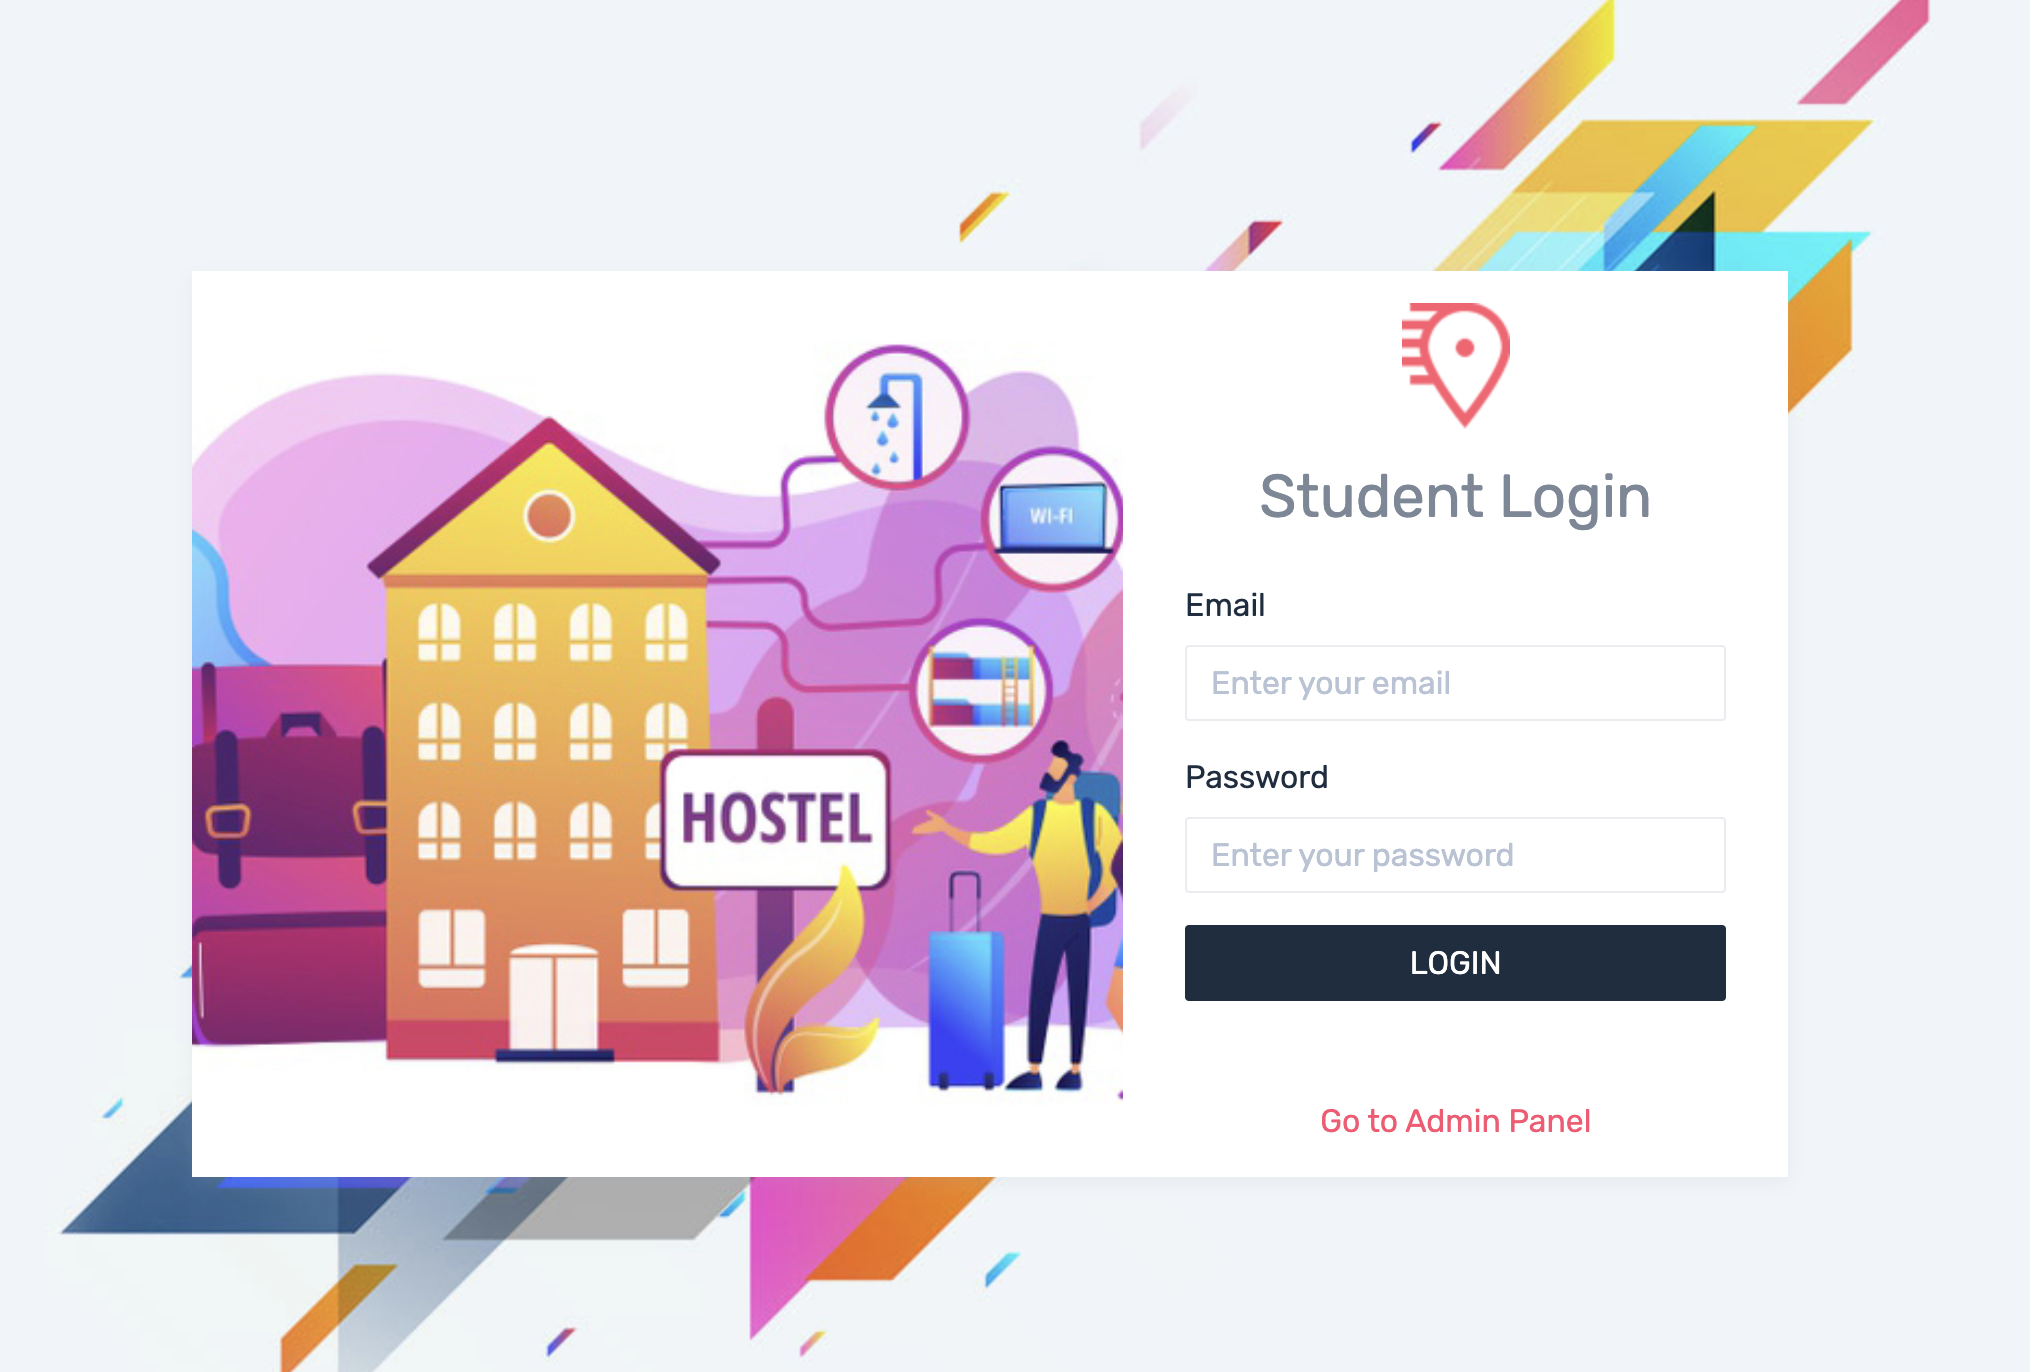 WI-FI
HOSTEL
Student Login
Email
Enter your email
Password
Enter your password
LOGIN
Go to Admin Panel